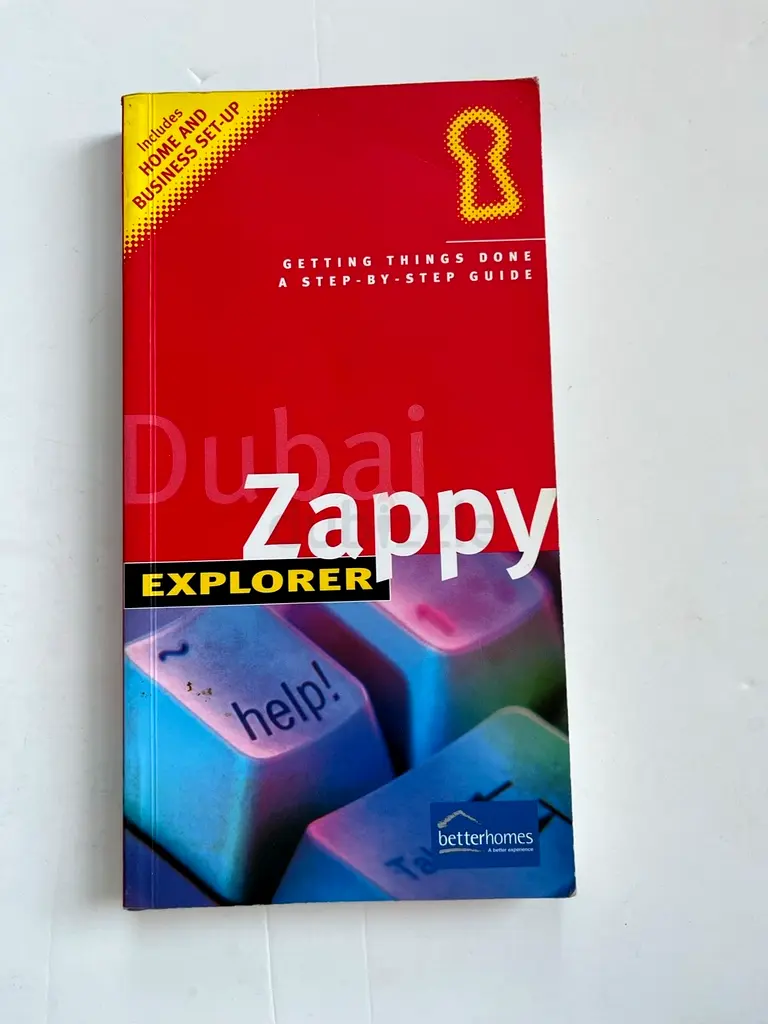 Includes
HOME AND
BUSINESS SET-UP
GETTING THINGS DONE
A STEP-BY-STEP GUIDE
Dubai
Zappy
EXPLORER
~
help!
betterhomes
A better experience